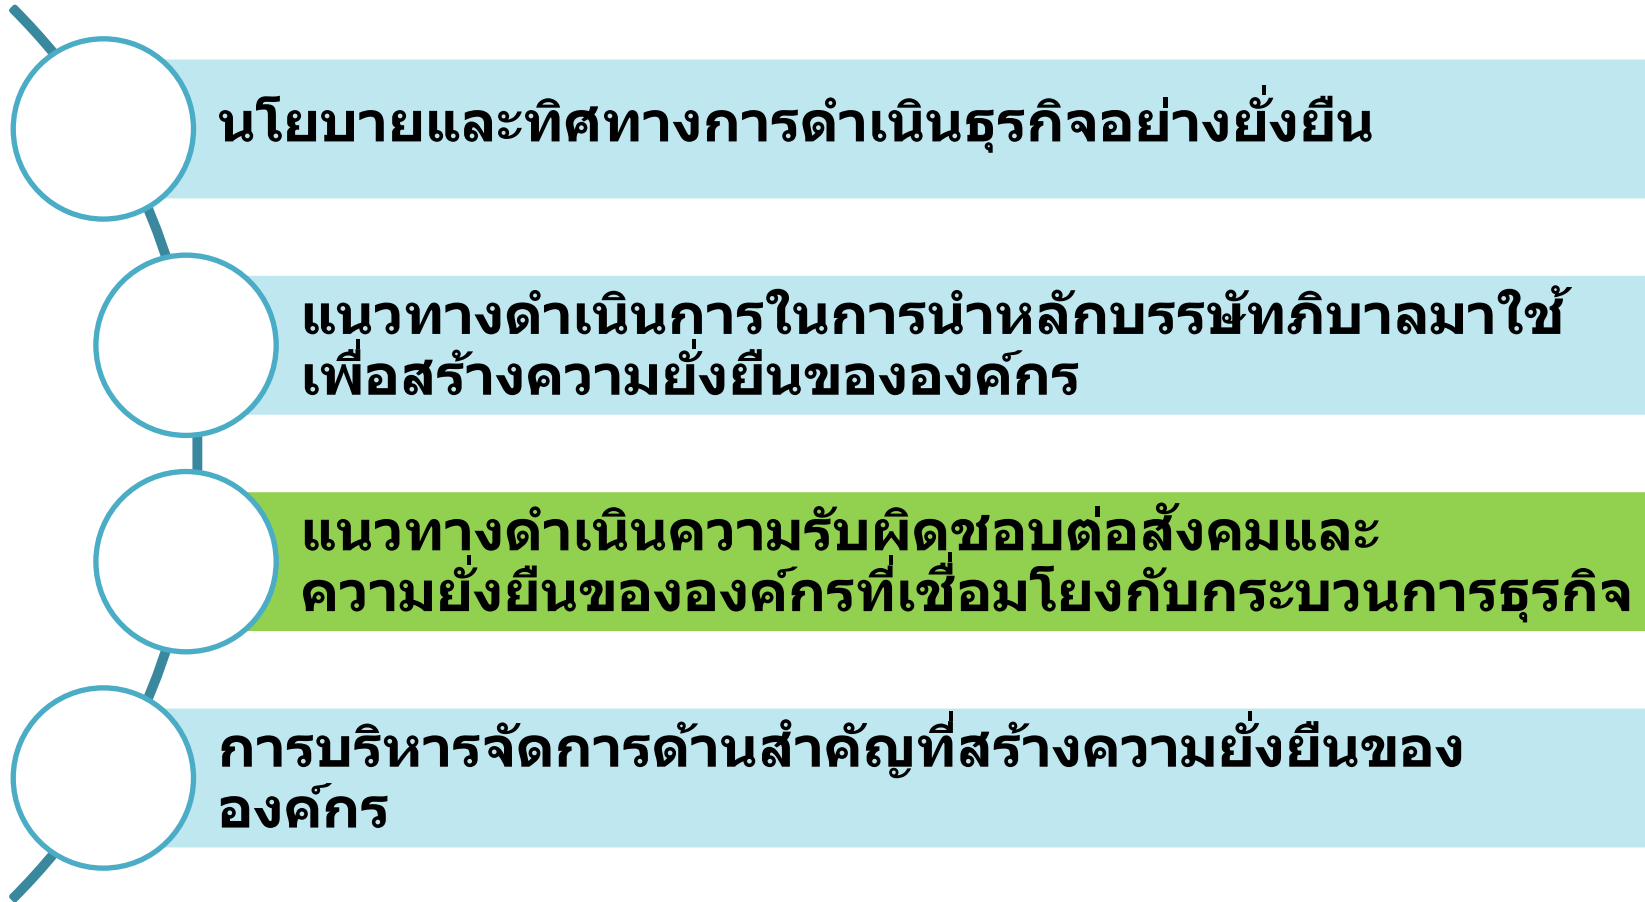 นโยบายและทิศทางการดำเนินธุรกิจอย่างยั่งยืน
แนวทางดำเนินการในการนำหลักบรรษัทภิบาลมาใช้
เพื่อสร้างความยั่งยืนขององค์กร
แนวทางดำเนินความรับผิดชอบต่อสังคมและ
ความยั่งยืนขององค์กรที่เชื่อมโยงกับกระบวนการธุรกิจ
การบริหารจัดการด้านสำคัญที่สร้างความยั่งยืนของ
องค์กร